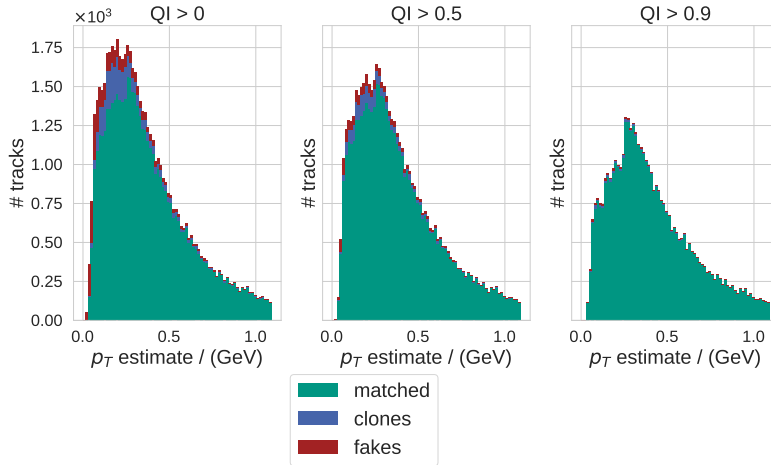 ×10³
QI > 0
QI > 0.5
QI > 0.9
1.75
1.50
1.25
1.00
0.75
0.50
0.25
0.00
# tracks
# tracks
# tracks
0.0 0.5 1.0
0.0 0.5 1.0
0.0 0.5 1.0
p_T estimate / (GeV)
p_T estimate / (GeV)
p_T estimate / (GeV)
matched
clones
fakes